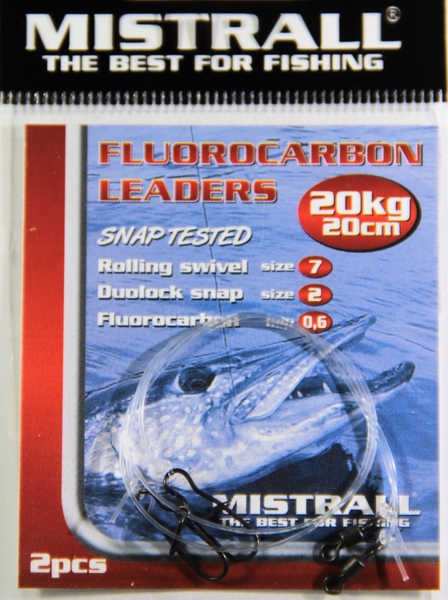 MISTRALL®
THE BEST FOR FISHING
FLUOROCARBON
LEADERS
20kg
20cm
SNAP TESTED
Rolling swivel size 7
Duolock snap size 2
Fluorocarbon mm 0,6
MISTRALL
THE BEST FOR FISHING
2pcs